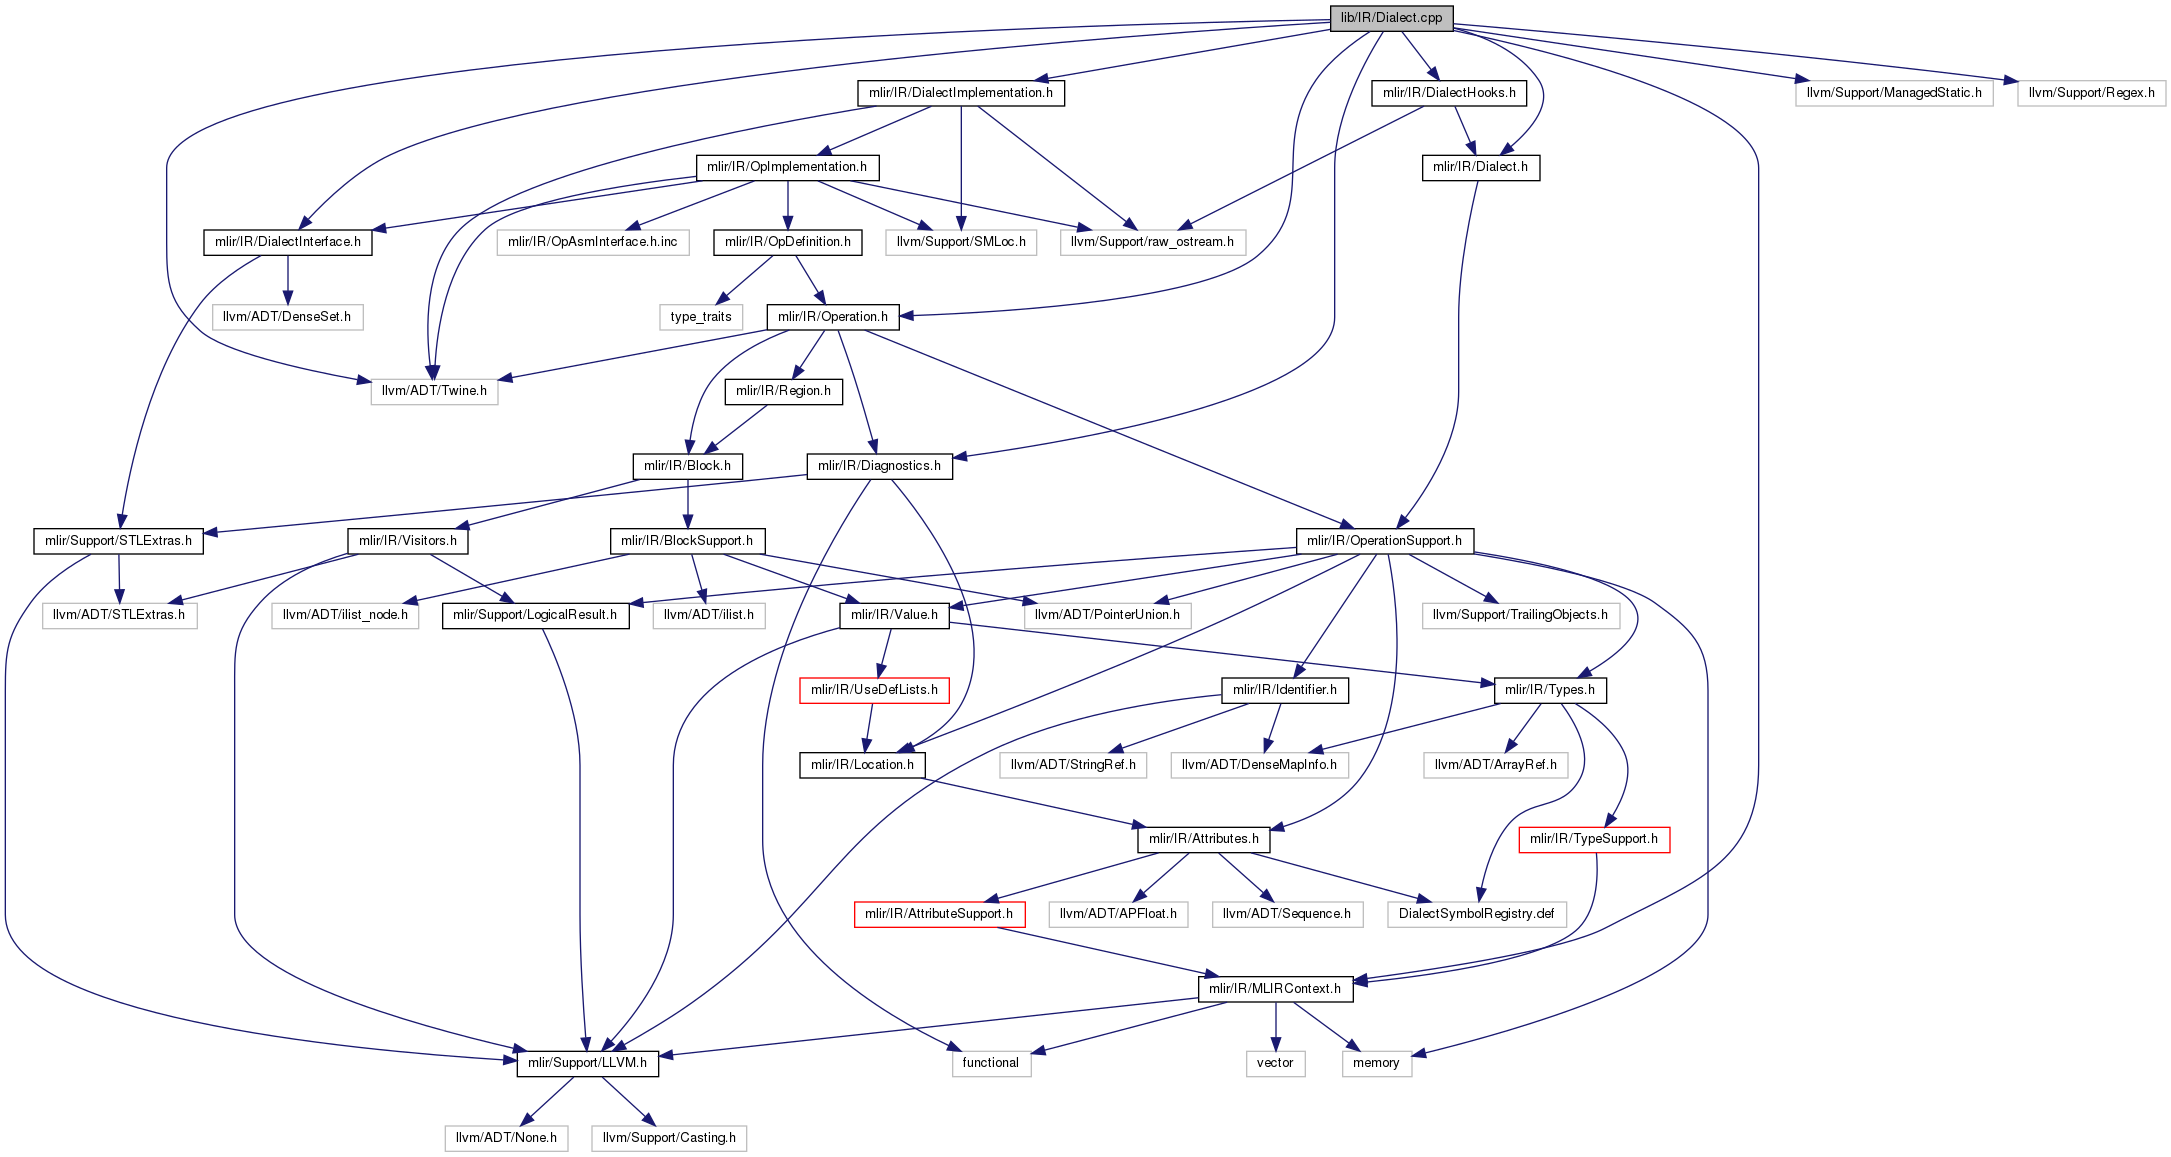 lib/IR/Dialect.cpp
mlir/IR/DialectImplementation.h
mlir/IR/DialectHooks.h
llvm/Support/ManagedStatic.h
llvm/Support/Regex.h
mlir/IR/OpImplementation.h
mlir/IR/Dialect.h
mlir/IR/DialectInterface.h
mlir/IR/OpAsmInterface.h.inc
mlir/IR/OpDefinition.h
llvm/Support/SMLoc.h
llvm/Support/raw_ostream.h
llvm/ADT/DenseSet.h
type_traits
mlir/IR/Operation.h
llvm/ADT/Twine.h
mlir/IR/Region.h
mlir/IR/Block.h
mlir/IR/Diagnostics.h
mlir/Support/STLExtras.h
mlir/IR/Visitors.h
mlir/IR/BlockSupport.h
mlir/IR/OperationSupport.h
llvm/ADT/STLExtras.h
llvm/ADT/ilist_node.h
mlir/Support/LogicalResult.h
llvm/ADT/ilist.h
mlir/IR/Value.h
llvm/ADT/PointerUnion.h
llvm/Support/TrailingObjects.h
mlir/IR/UseDefLists.h
mlir/IR/Identifier.h
mlir/IR/Types.h
mlir/IR/Location.h
llvm/ADT/StringRef.h
llvm/ADT/DenseMapInfo.h
llvm/ADT/ArrayRef.h
mlir/IR/Attributes.h
mlir/IR/TypeSupport.h
mlir/IR/AttributeSupport.h
llvm/ADT/APFloat.h
llvm/ADT/Sequence.h
DialectSymbolRegistry.def
mlir/IR/MLIRContext.h
mlir/Support/LLVM.h
functional
vector
memory
llvm/ADT/None.h
llvm/Support/Casting.h